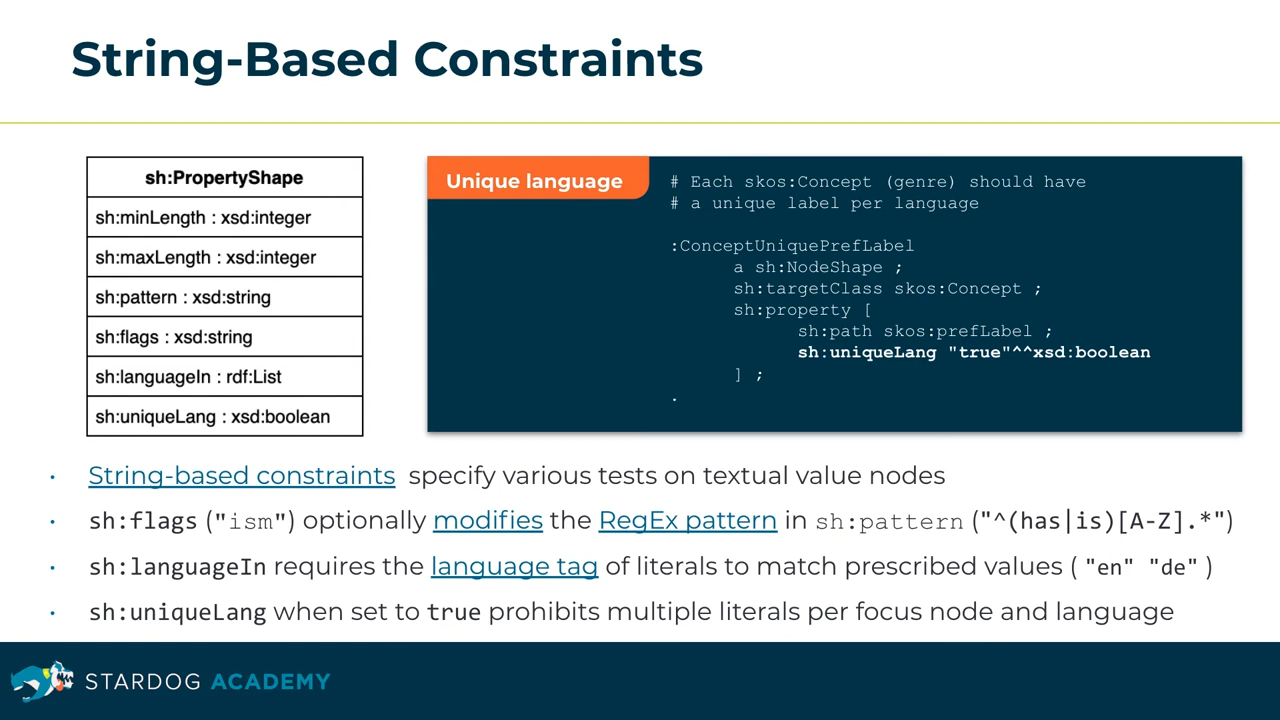 String-Based Constraints
sh:PropertyShape
sh:minLength : xsd:integer
sh:maxLength : xsd:integer
sh:pattern : xsd:string
sh:flags : xsd:string
sh:languageIn : rdf:List
sh:uniqueLang : xsd:boolean
Unique language
# Each skos:Concept (genre) should have
# a unique label per language
:ConceptUniquePrefLabel
a sh:NodeShape ;
sh:targetClass skos:Concept ;
sh:property [
sh:path skos:prefLabel ;
sh:uniqueLang "true"^^xsd:boolean
] ;
.
· String-based constraints specify various tests on textual value nodes
· sh:flags ("ism") optionally modifies the RegEx pattern in sh:pattern ("^(has|is)[A-Z].*")
· sh:languageIn requires the language tag of literals to match prescribed values ( "en" "de" )
· sh:uniqueLang when set to true prohibits multiple literals per focus node and language
STARDOG ACADEMY